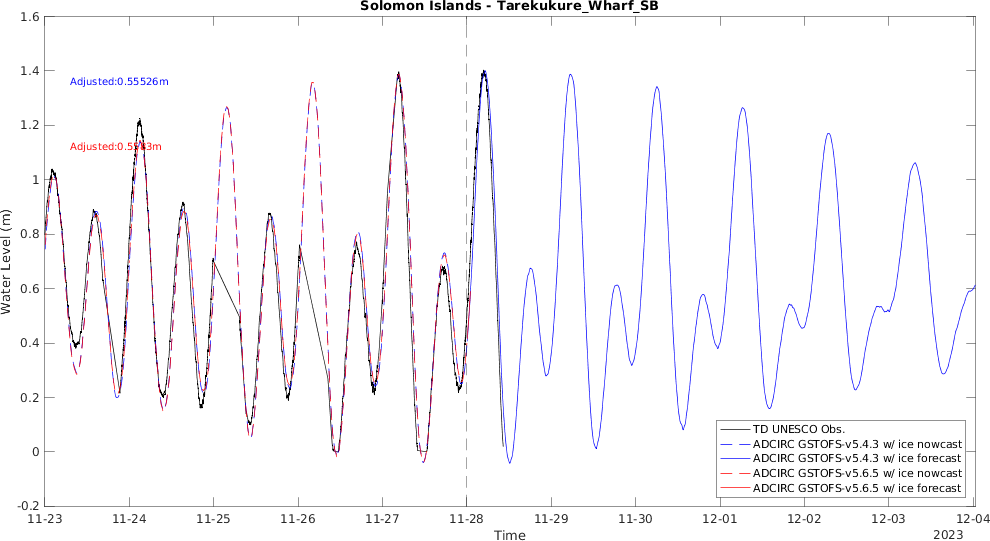 Solomon Islands - Tarekukure_Wharf_SB
1.6
1.4
1.2
1
0.8
0.6
0.4
0.2
0
-0.2
Water Level (m)
Adjusted:0.55526m
TD UNESCO Obs.
ADCIRC GSTOFS-v5.4.3 w/ ice nowcast
ADCIRC GSTOFS-v5.4.3 w/ ice forecast
ADCIRC GSTOFS-v5.6.5 w/ ice nowcast
ADCIRC GSTOFS-v5.6.5 w/ ice forecast
11-23
11-24
11-25
11-26
11-27
11-28
11-29
11-30
12-01
12-02
12-03
12-04
Time
2023